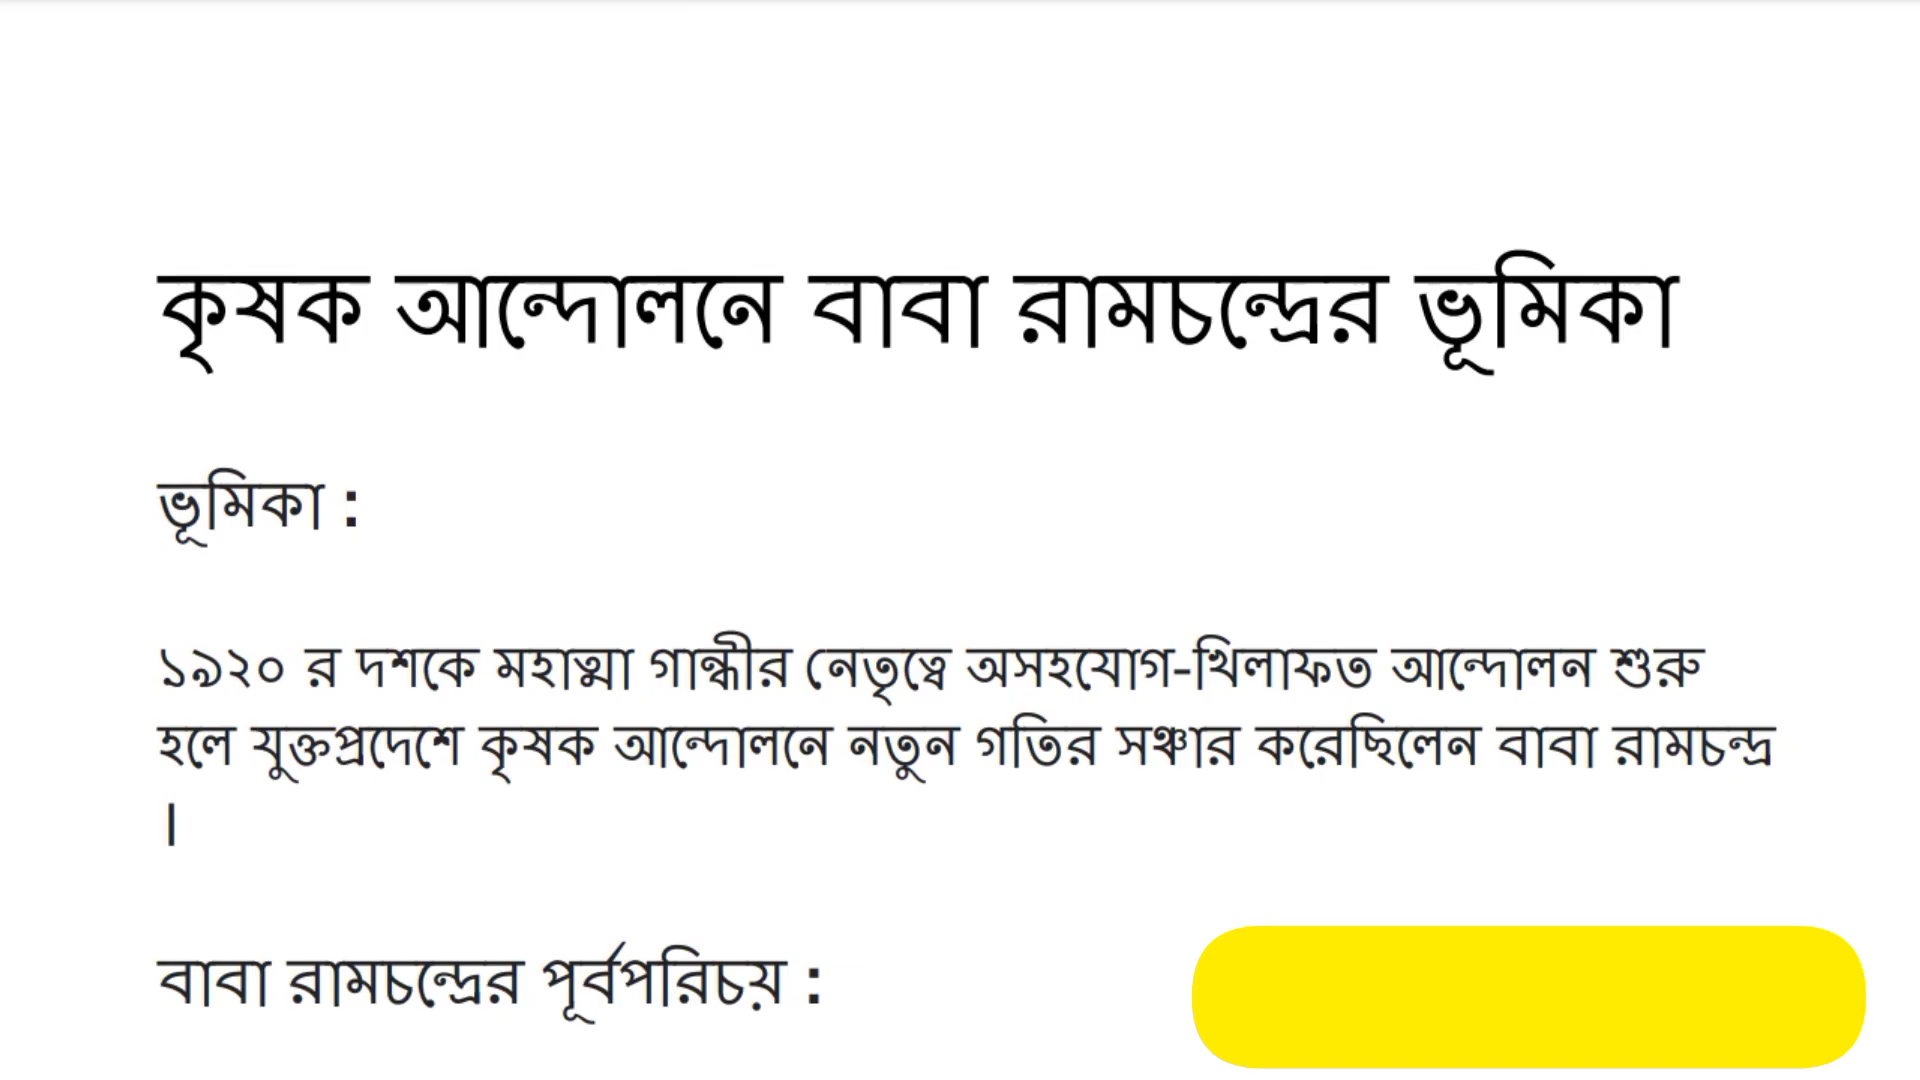 কৃষক আন্দোলনে বাবা রামচন্দ্রের ভূমিকা
ভূমিকা :
১৯২০ র দশকে মহাত্মা গান্ধীর নেতৃত্বে অসহযোগ-খিলাফত আন্দোলন শুরু
হলে যুক্তপ্রদেশে কৃষক আন্দোলনে নতুন গতির সঞ্চার করেছিলেন বাবা রামচন্দ্র
।
বাবা রামচন্দ্রের পূর্বপরিচয় :